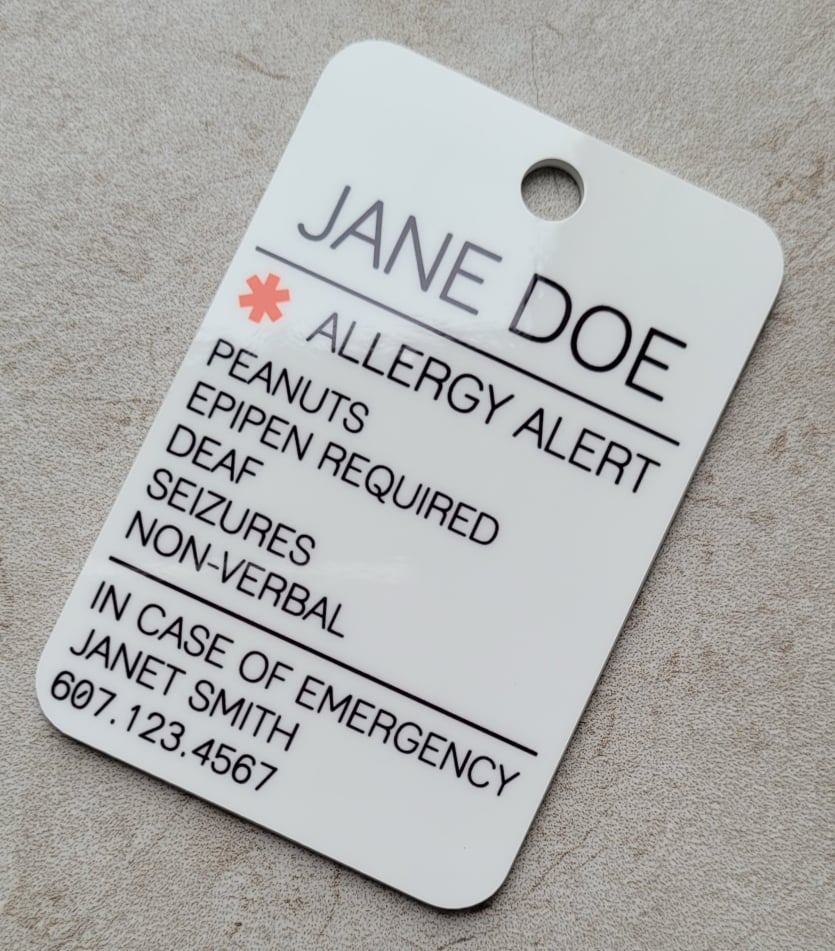 JANE DOE
ALLERGY ALERT
PEANUTS
EPIPEN REQUIRED
DEAF
SEIZURES
NON-VERBAL
IN CASE OF EMERGENCY
JANET SMITH
607.123.4567